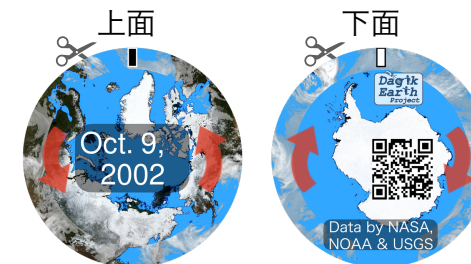 上面
下面
Oct. 9,
2002
Dagik
Earth
Project
Data by NASA,
NOAA & USGS